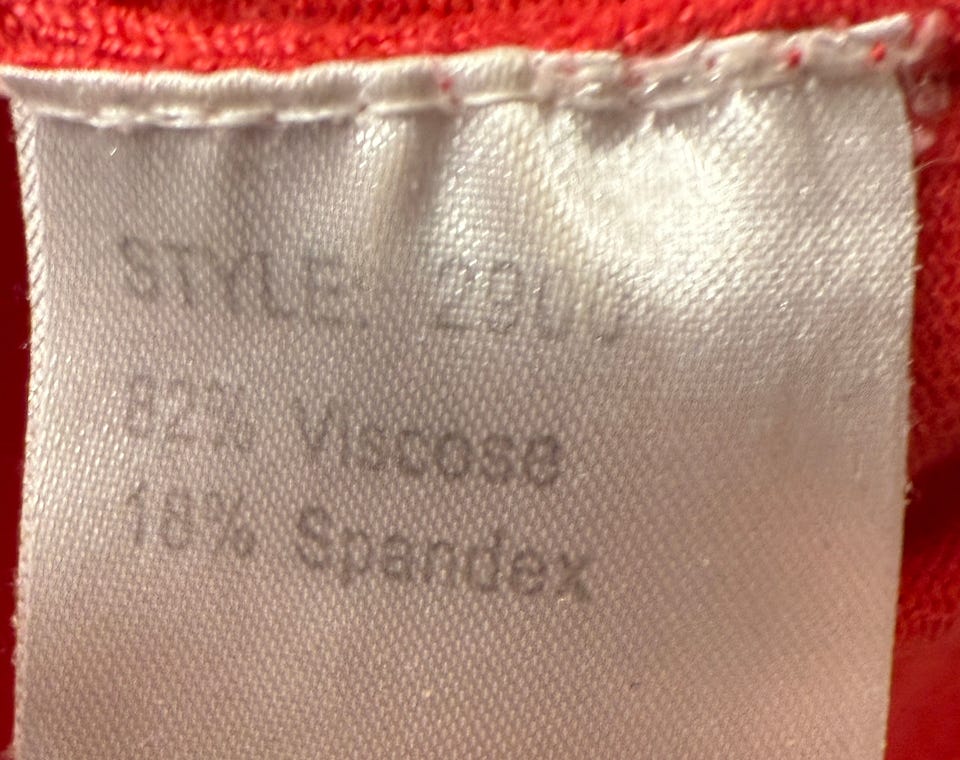 STYLE:
82% Viscose
18% Spandex